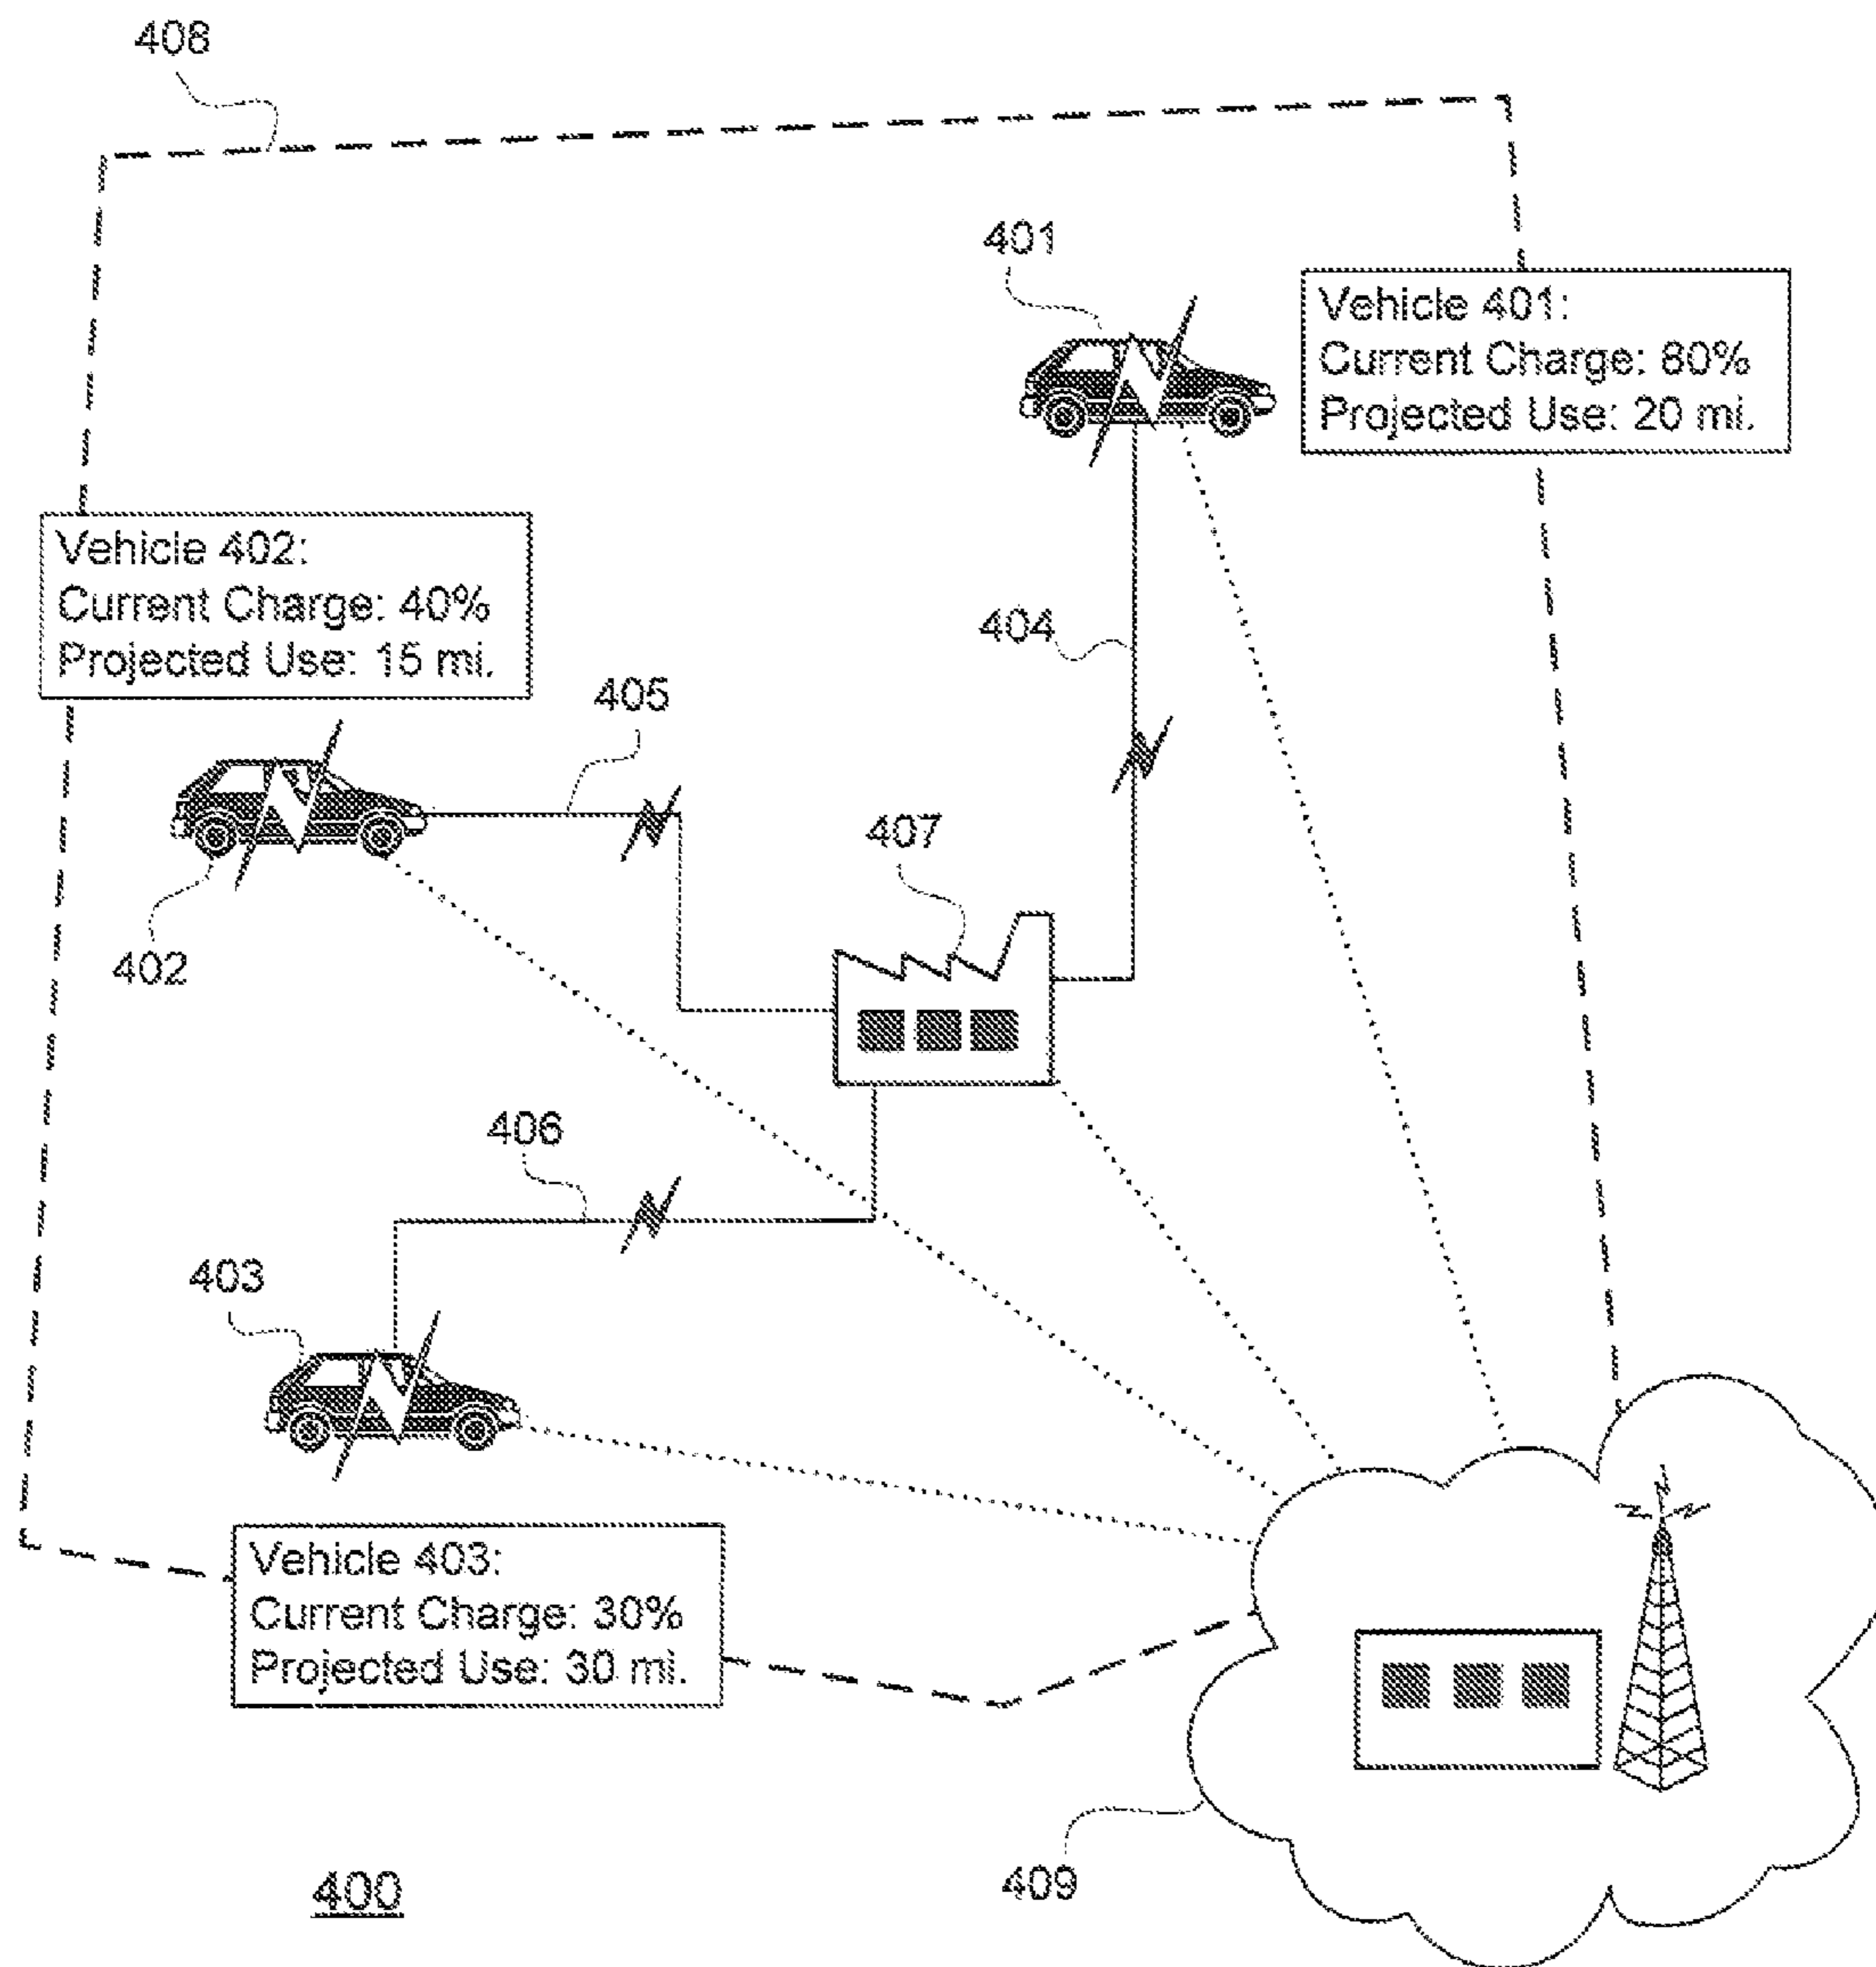 408
401
Vehicle 401:
Current Charge: 80%
Projected Use: 20 mi.
Vehicle 402:
Current Charge: 40%
Projected Use: 15 mi.
404
405
407
402
406
403
Vehicle 403:
Current Charge: 30%
Projected Use: 30 mi.
409
400